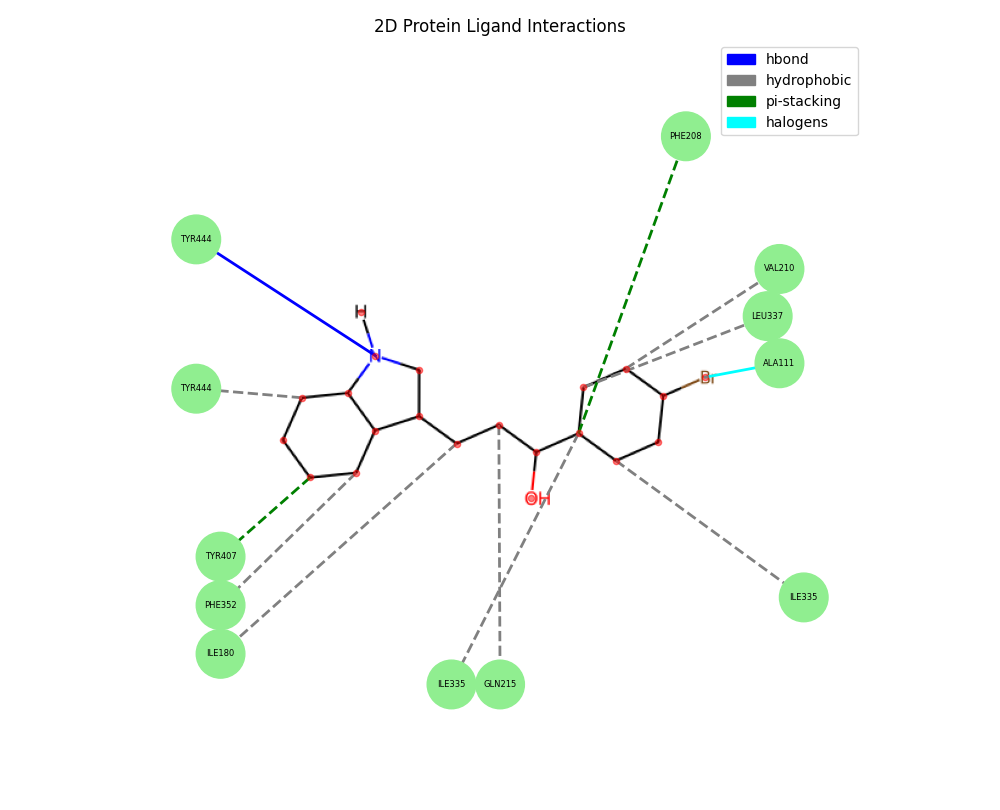 2D Protein Ligand Interactions
hbond
hydrophobic
pi-stacking
halogens
PHE208
TYR444
VAL210
H
LEU337
N
ALA111
Br
TYR444
OH
TYR407
PHE352
ILE335
ILE180
ILE335
GLN215